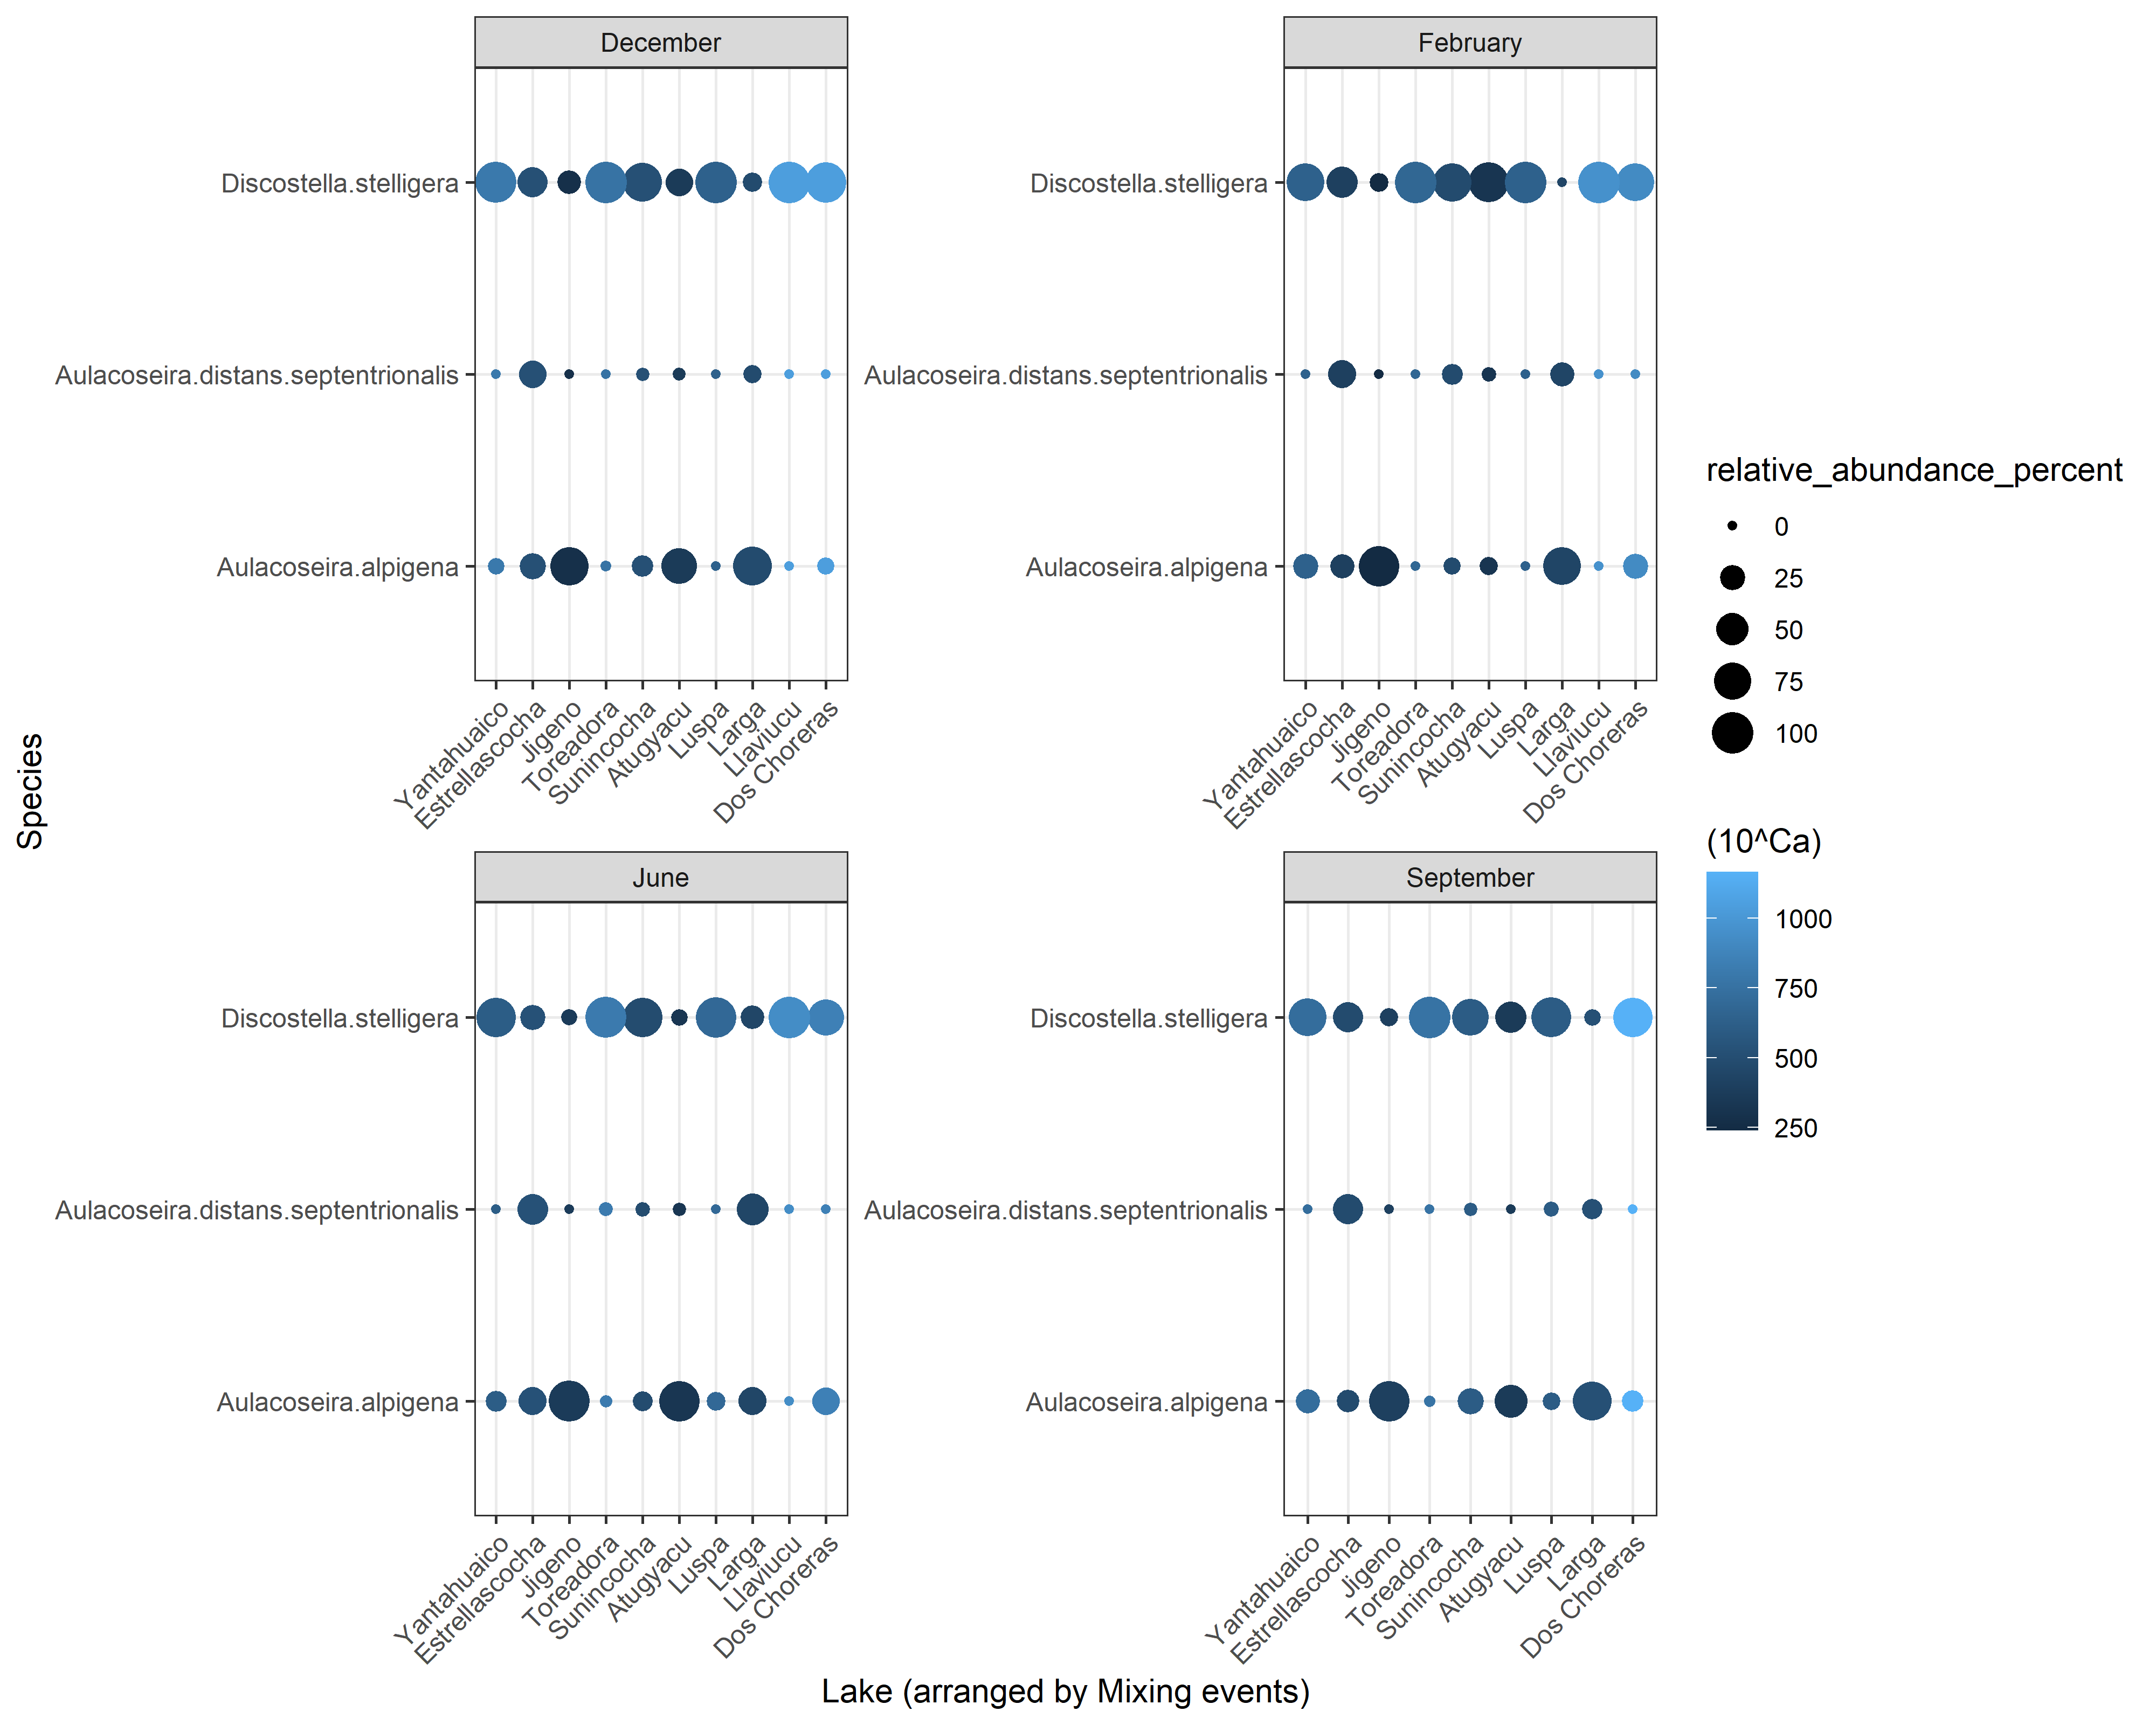 December
February
Discostella.stelligera
Aulacoseira.distans.septentrionalis
Aulacoseira.alpigena
Discostella.stelligera
Aulacoseira.distans.septentrionalis
Aulacoseira.alpigena
Yantahuaico
Estrellascocha
Jigeno
Toreadora
Sunincocha
Atugyacu
Luspa
Larga
Llaviucu
Dos Choreras
Yantahuaico
Estrellascocha
Jigeno
Toreadora
Sunincocha
Atugyacu
Luspa
Larga
Llaviucu
Dos Choreras
June
September
Discostella.stelligera
Aulacoseira.distans.septentrionalis
Aulacoseira.alpigena
Discostella.stelligera
Aulacoseira.distans.septentrionalis
Aulacoseira.alpigena
Yantahuaico
Estrellascocha
Jigeno
Toreadora
Sunincocha
Atugyacu
Luspa
Larga
Llaviucu
Dos Choreras
Yantahuaico
Estrellascocha
Jigeno
Toreadora
Sunincocha
Atugyacu
Luspa
Larga
Dos Choreras
Species
Lake (arranged by Mixing events)
relative_abundance_percent
0
25
50
75
100
(10^Ca)
1000
750
500
250